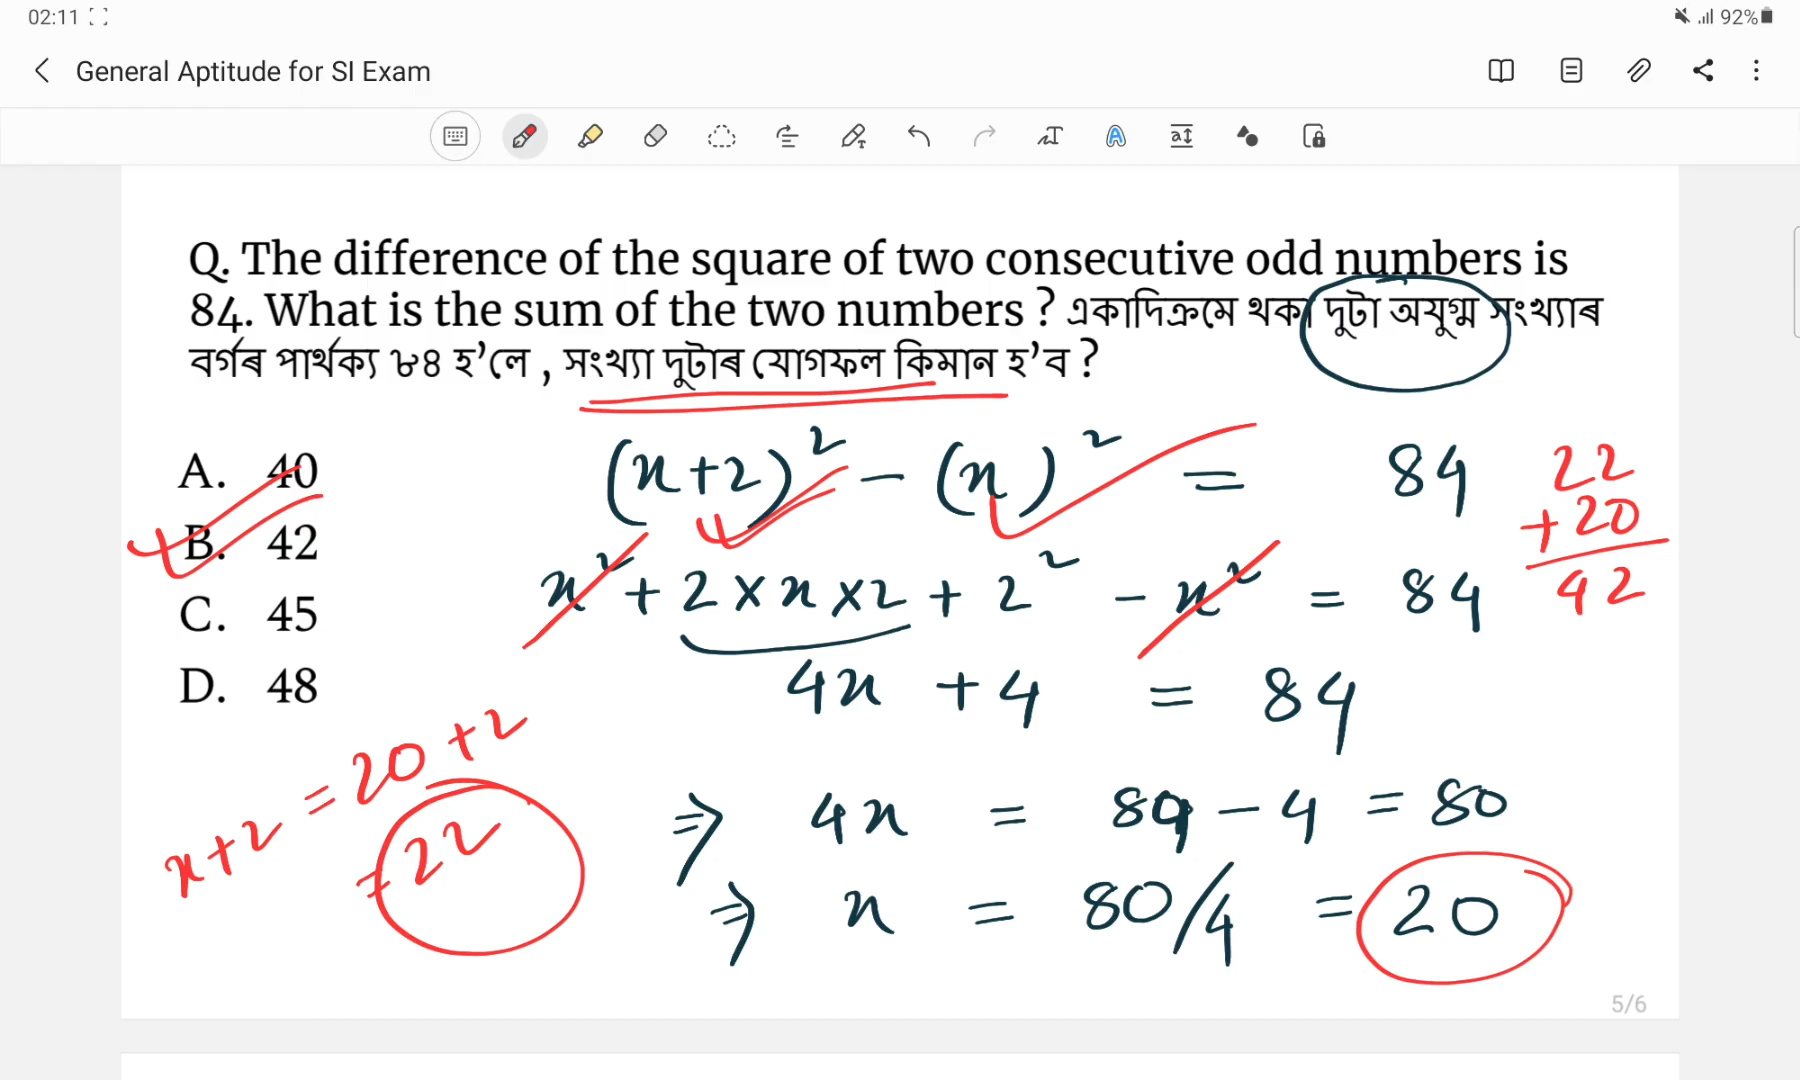 02:11
92%
General Aptitude for SI Exam
Q. The difference of the square of two consecutive odd numbers is
84. What is the sum of the two numbers ? একাদিক্ৰমে থকা দুটা অযুগ্ম সংখ্যাৰ
বৰ্গৰ পাৰ্থক্য ৮৪ হ’লে , সংখ্যা দুটাৰ যোগফল কিমান হ’ব ?
A. 40
B. 42
C. 45
D. 48
(x+2)² - (x)² = 84
x² + 2×x×2 + 2² - x² = 84
4x + 4 = 84
⇒ 4x = 84 - 4 = 80
⇒ x = 80/4 = 20
22
+ 20
42
x+2 = 20+2
= 22
5/6